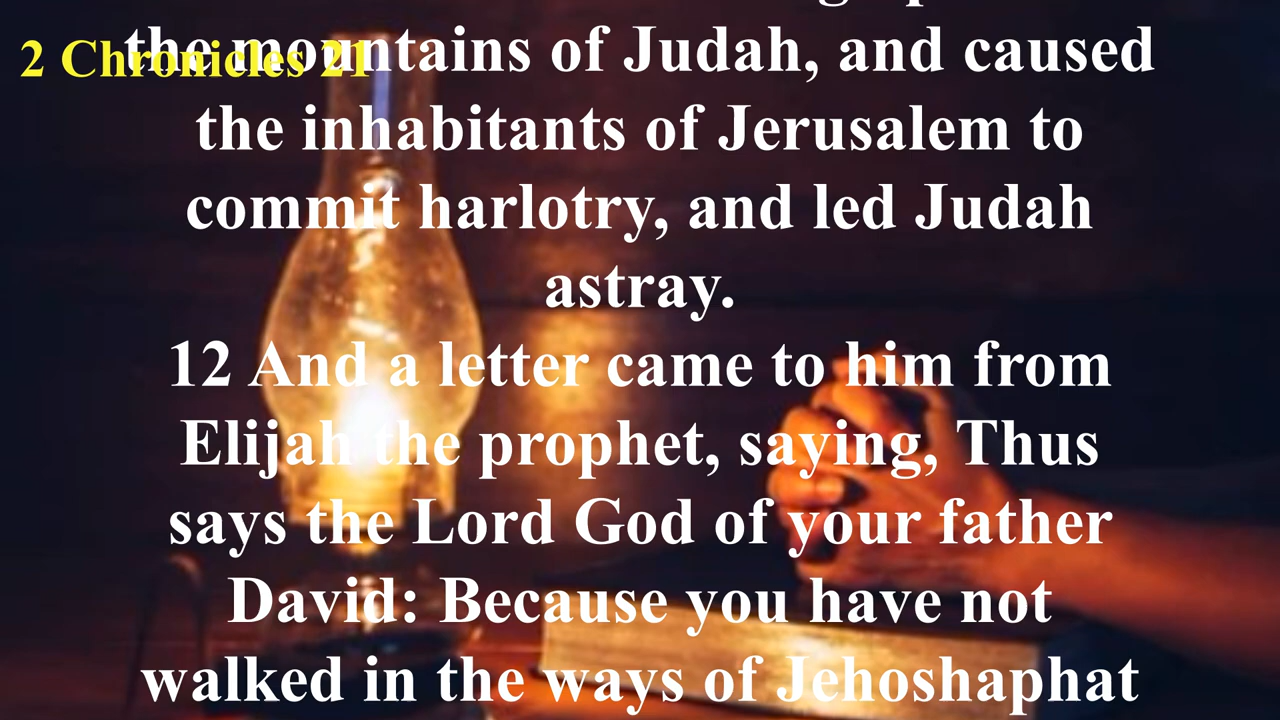 2 Chronicles 21
the mountains of Judah, and caused
the inhabitants of Jerusalem to
commit harlotry, and led Judah
astray.
12 And a letter came to him from
Elijah the prophet, saying, Thus
says the Lord God of your father
David: Because you have not
walked in the ways of Jehoshaphat